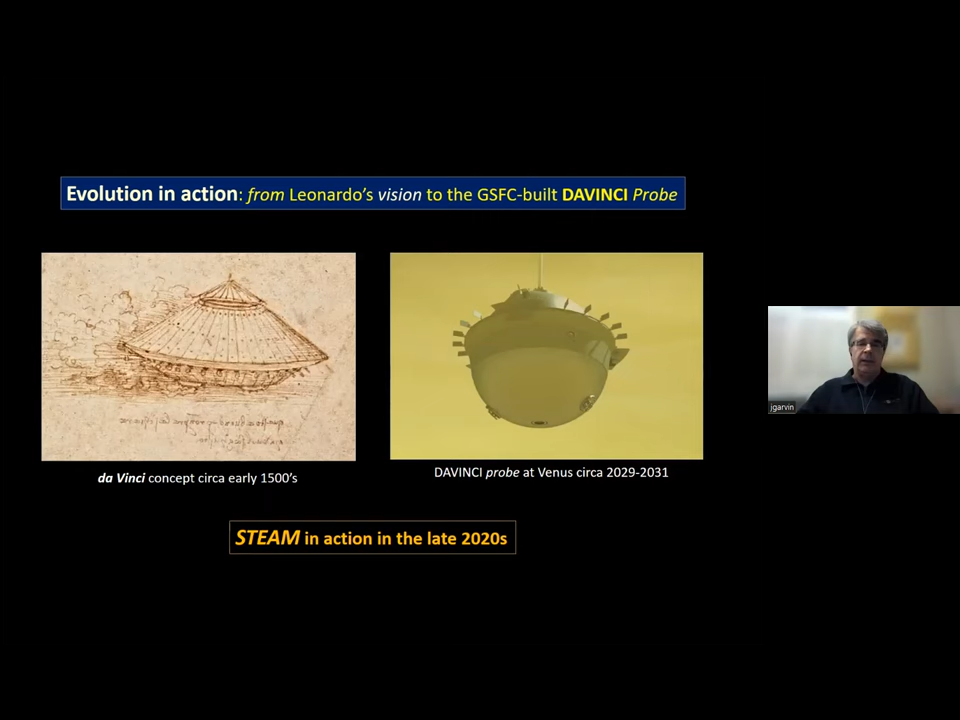 Evolution in action: from Leonardo's vision to the GSFC-built DAVINCI Probe
da Vinci concept circa early 1500's
DAVINCI probe at Venus circa 2029-2031
jgarvin
STEAM in action in the late 2020s